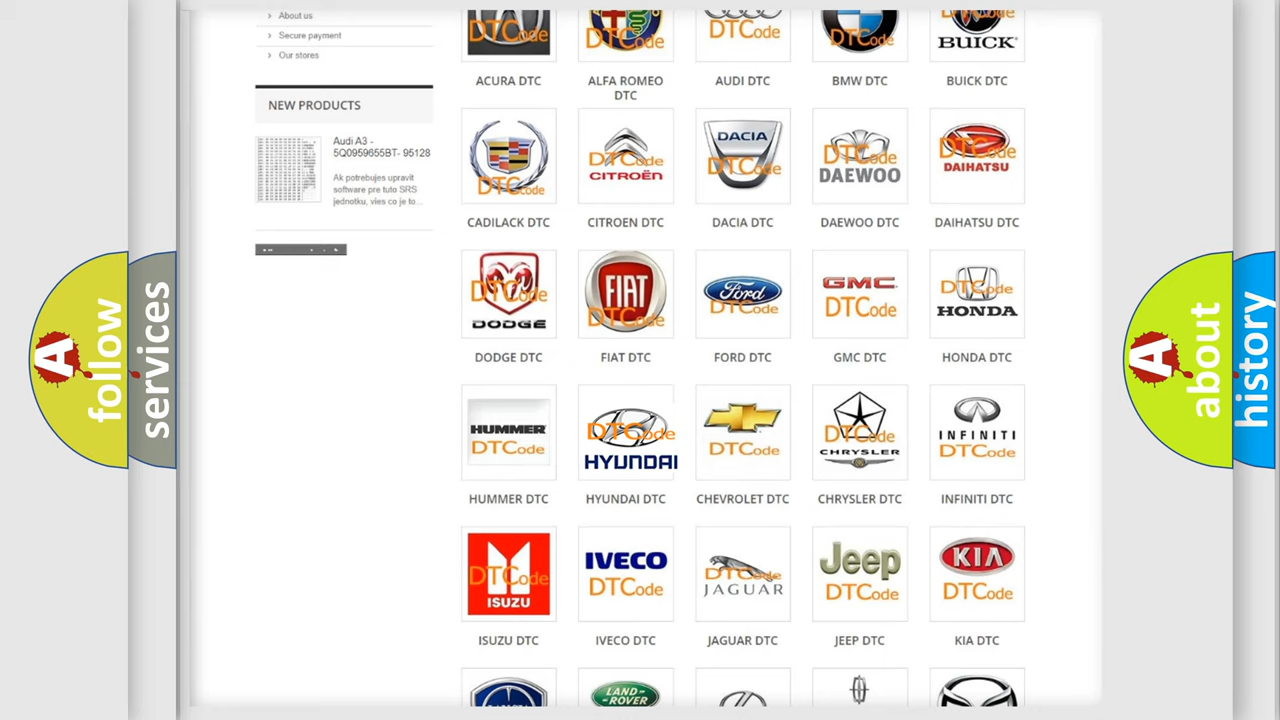 About us
Secure payment
Our stores
NEW PRODUCTS
Audi A3 -
5Q0959655BT- 95128
Ak potrebujes upravit
software pre tuto SRS
jednotku, vies co je to...
A
follow
services
A
about
history
DTCode
DTCode
DTCode
DTCode
BUICK
ACURA DTC
ALFA ROMEO
DTC
AUDI DTC
BMW DTC
BUICK DTC
DTCode
DTCode
CITROËN
DACIA
DTCode
DTCode
DAEWOO
DTCode
DAIHATSU
CADILACK DTC
CITROEN DTC
DACIA DTC
DAEWOO DTC
DAIHATSU DTC
DTCode
DODGE
FIAT
DTCode
Ford
DTCode
GMC
DTCode
DTCode
HONDA
DODGE DTC
FIAT DTC
FORD DTC
GMC DTC
HONDA DTC
HUMMER
DTCode
DTCode
HYUNDAI
DTCode
DTCode
CHRYSLER
INFINITI
DTCode
HUMMER DTC
HYUNDAI DTC
CHEVROLET DTC
CHRYSLER DTC
INFINITI DTC
DTCode
ISUZU
IVECO
DTCode
DTCode
JAGUAR
Jeep
DTCode
KIA
DTCode
ISUZU DTC
IVECO DTC
JAGUAR DTC
JEEP DTC
KIA DTC
LAND-
ROVER